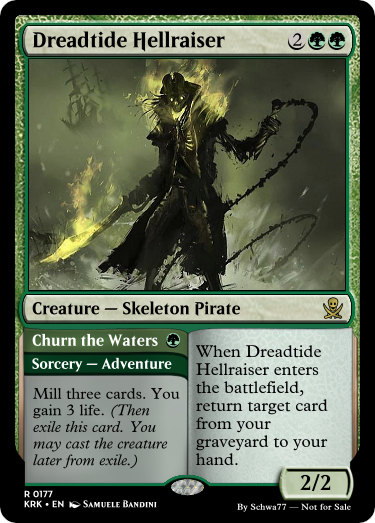 Dreadtide Hellraiser 2
Creature — Skeleton Pirate
Churn the Waters
Sorcery — Adventure
Mill three cards. You
gain 3 life. (Then
exile this card. You
may cast the creature
later from exile.)
When Dreadtide
Hellraiser enters
the battlefield,
return target card
from your
graveyard to your
hand.
2/2
R 0177
KRK • EN SAMUELE BANDINI
By Schwa77 — Not for Sale